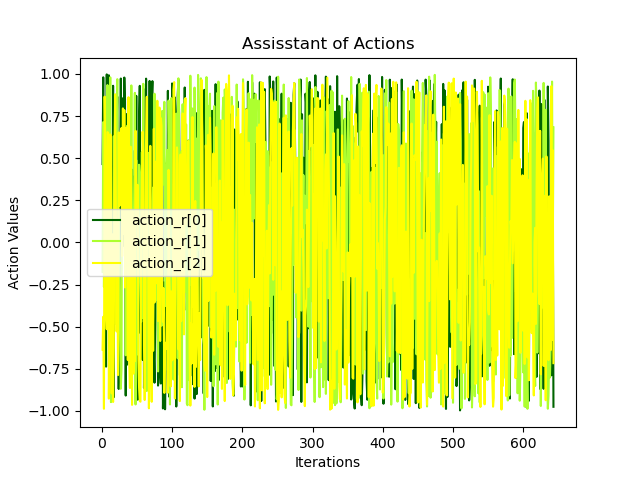 Assisstant of Actions
Action Values
1.00
0.75
0.50
0.25
0.00
−0.25
−0.50
−0.75
−1.00
action_r[0]
action_r[1]
action_r[2]
0 100 200 300 400 500 600
Iterations